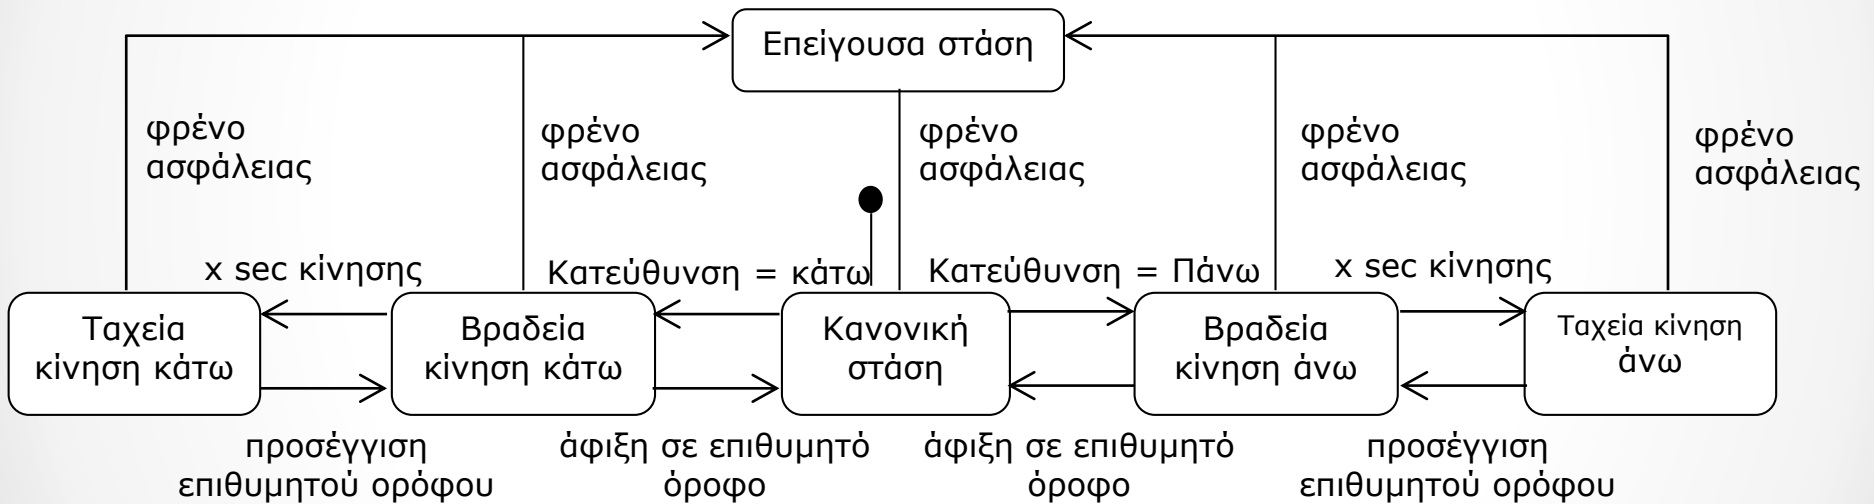 Επείγουσα στάση
φρένο
ασφάλειας
φρένο
ασφάλειας
φρένο
ασφάλειας
φρένο
ασφάλειας
φρένο
ασφάλειας
x sec κίνησης
Κατεύθυνση = κάτω
Κατεύθυνση = Πάνω
x sec κίνησης
Ταχεία
κίνηση κάτω
Βραδεία
κίνηση κάτω
Κανονική
στάση
Βραδεία
κίνηση άνω
Ταχεία κίνηση
άνω
προσέγγιση
επιθυμητού ορόφου
άφιξη σε επιθυμητό
όροφο
άφιξη σε επιθυμητό
όροφο
προσέγγιση
επιθυμητού ορόφου